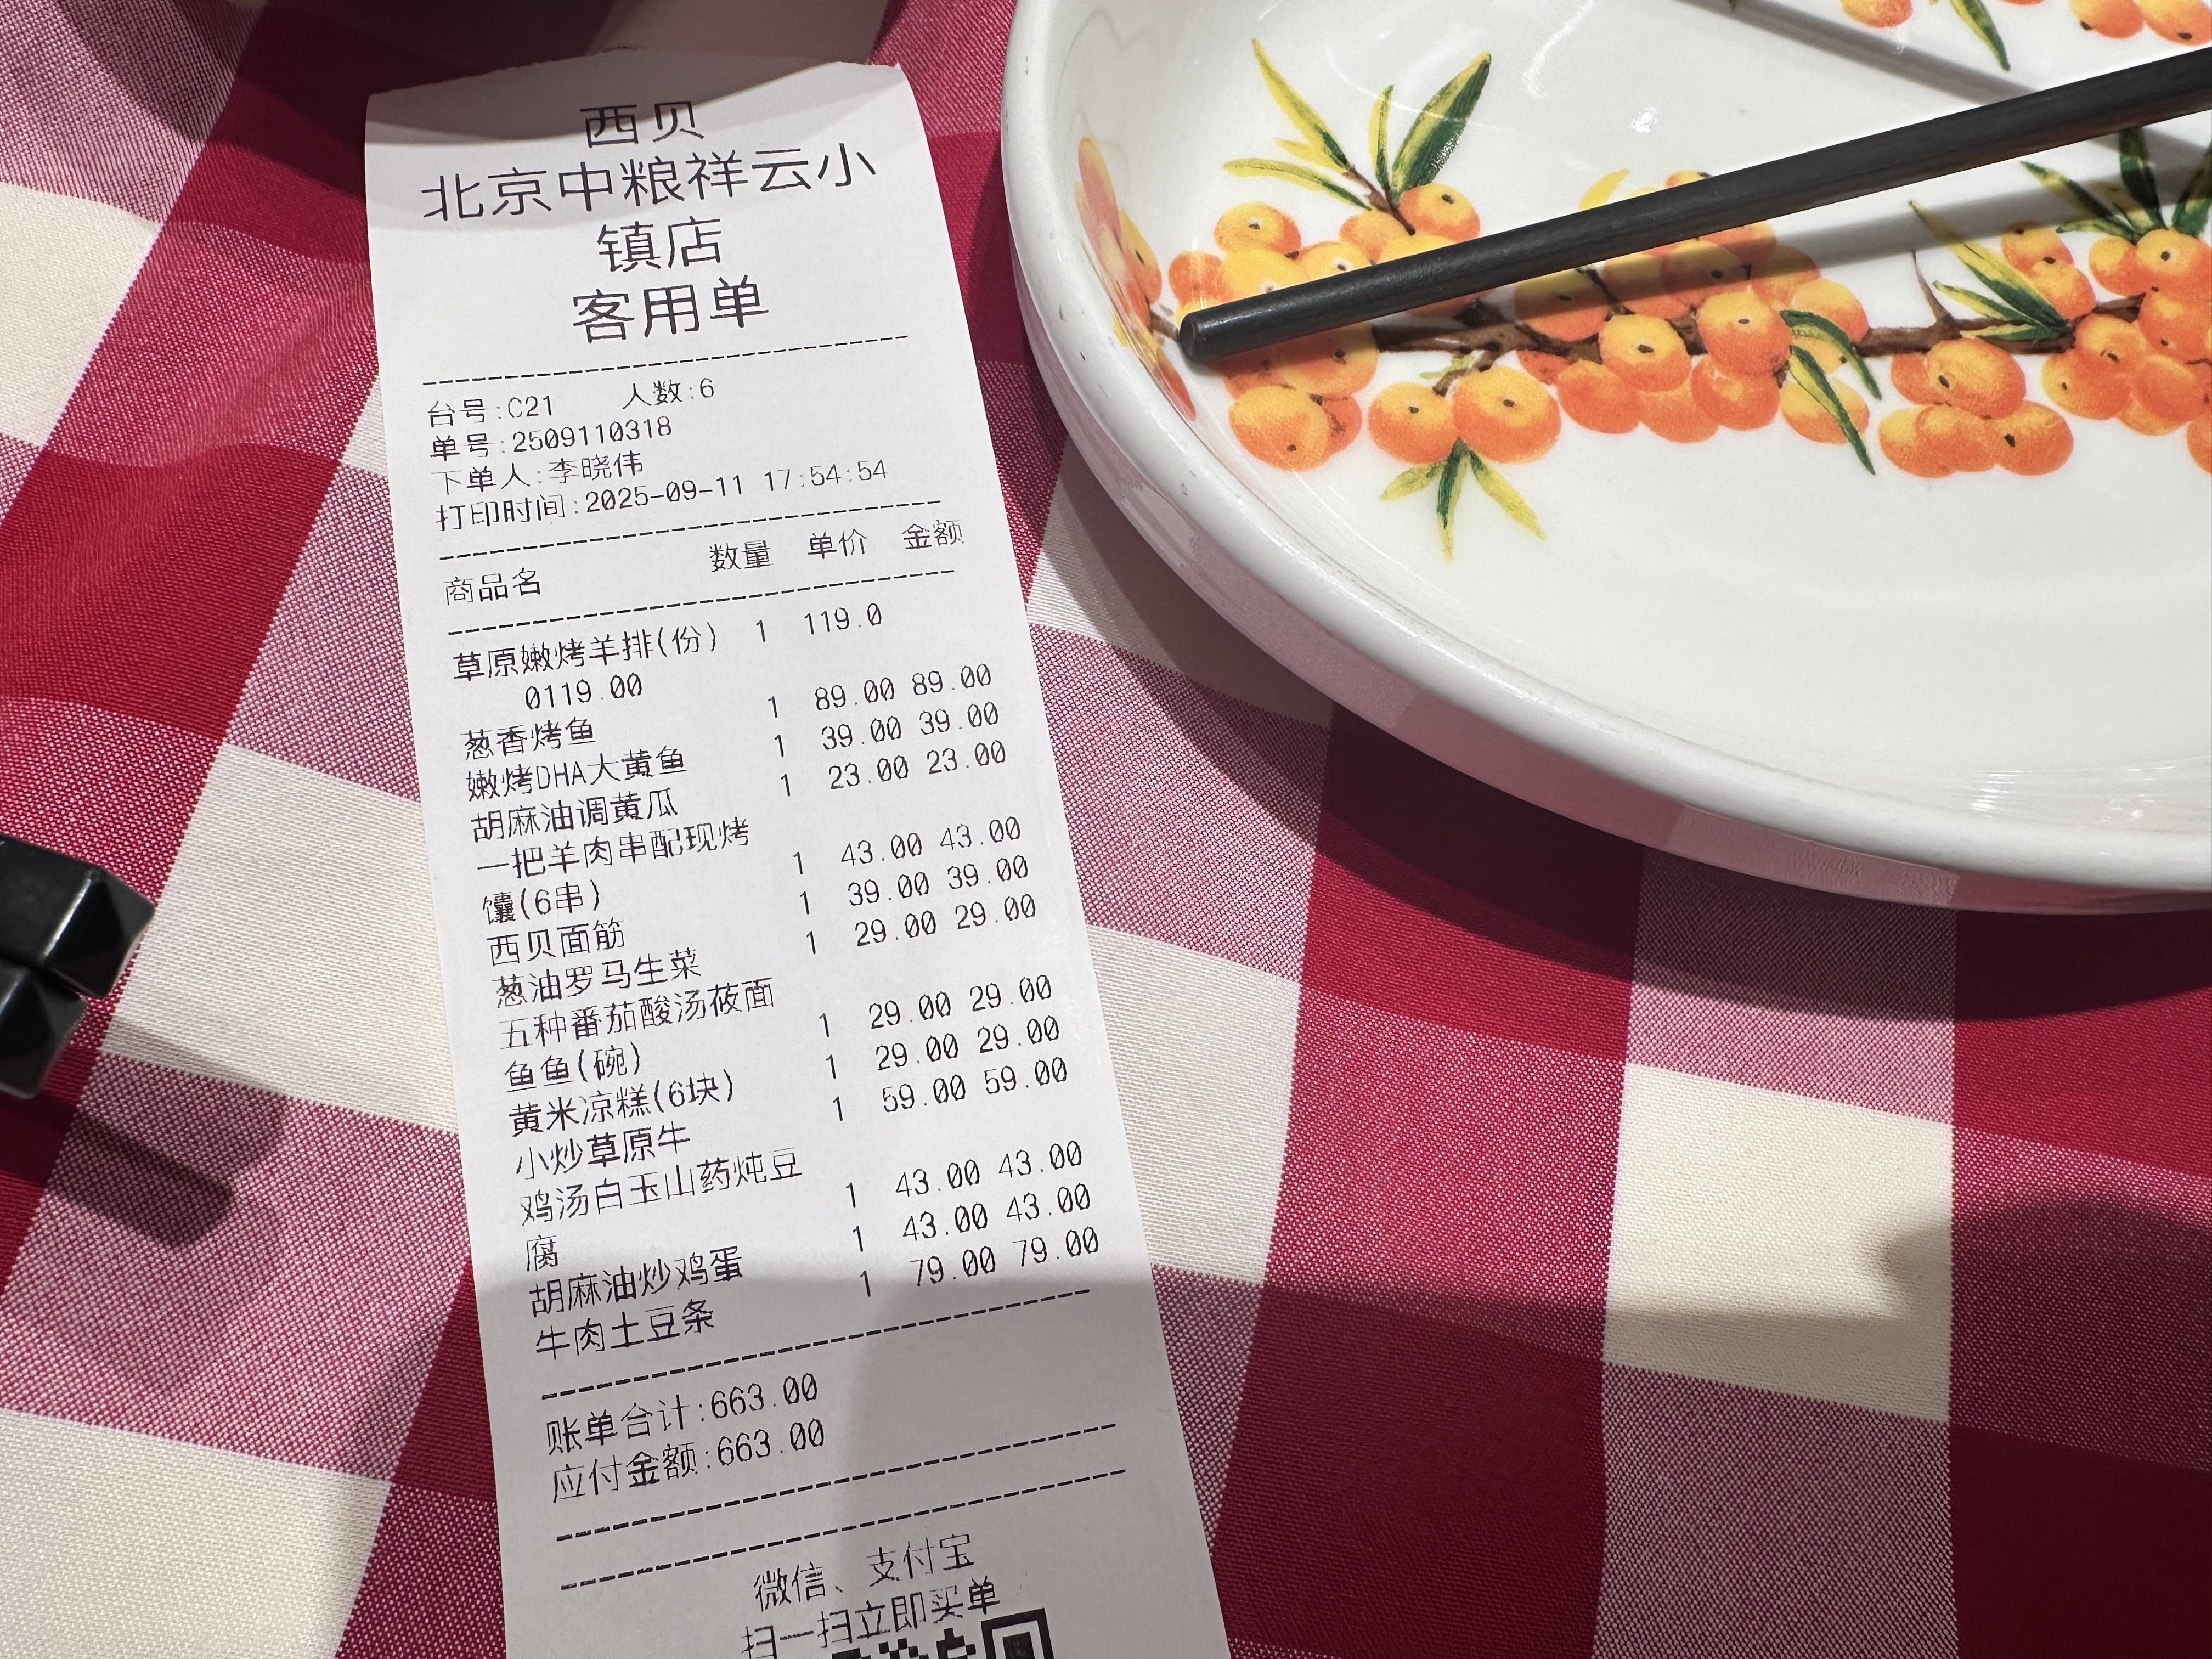 西贝
北京中粮祥云小
镇店
客用单
台号:C21 人数:6
单号:2509110318
下单人:李晓伟
打印时间:2025-09-11 17:54:54
商品名 数量 单价 金额
草原嫩烤羊排(份) 1 119.0
0119.00
葱香烤鱼 1 89.00 89.00
嫩烤DHA大黄鱼 1 39.00 39.00
胡麻油调黄瓜 1 23.00 23.00
一把羊肉串配现烤
馕(6串) 1 43.00 43.00
西贝面筋 1 39.00 39.00
葱油罗马生菜 1 29.00 29.00
五种番茄酸汤莜面
鱼鱼(碗) 1 29.00 29.00
黄米凉糕(6块) 1 29.00 29.00
小炒草原牛 1 59.00 59.00
鸡汤白玉山药炖豆
腐 1 43.00 43.00
胡麻油炒鸡蛋 1 43.00 43.00
牛肉土豆条 1 79.00 79.00
账单合计:663.00
应付金额:663.00
微信、支付宝
扫一扫立即买单